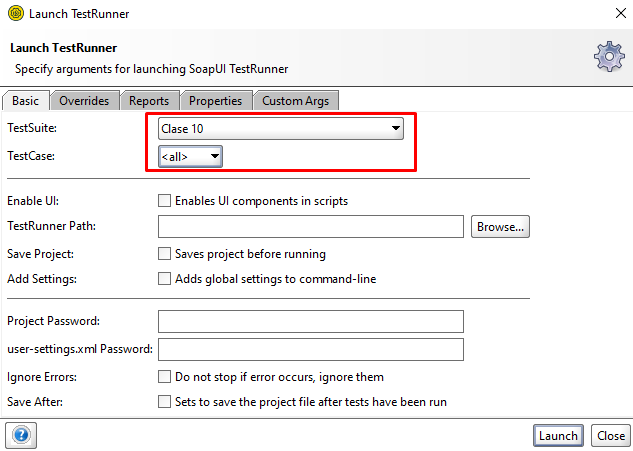 Launch TestRunner
Launch TestRunner
Specify arguments for launching SoapUI TestRunner
Basic Overrides Reports Properties Custom Args
TestSuite: Clase 10
TestCase: <all>
Enable UI: Enables UI components in scripts
TestRunner Path: Browse...
Save Project: Saves project before running
Add Settings: Adds global settings to command-line
Project Password:
user-settings.xml Password:
Ignore Errors: Do not stop if error occurs, ignore them
Save After: Sets to save the project file after tests have been run
? Launch Close